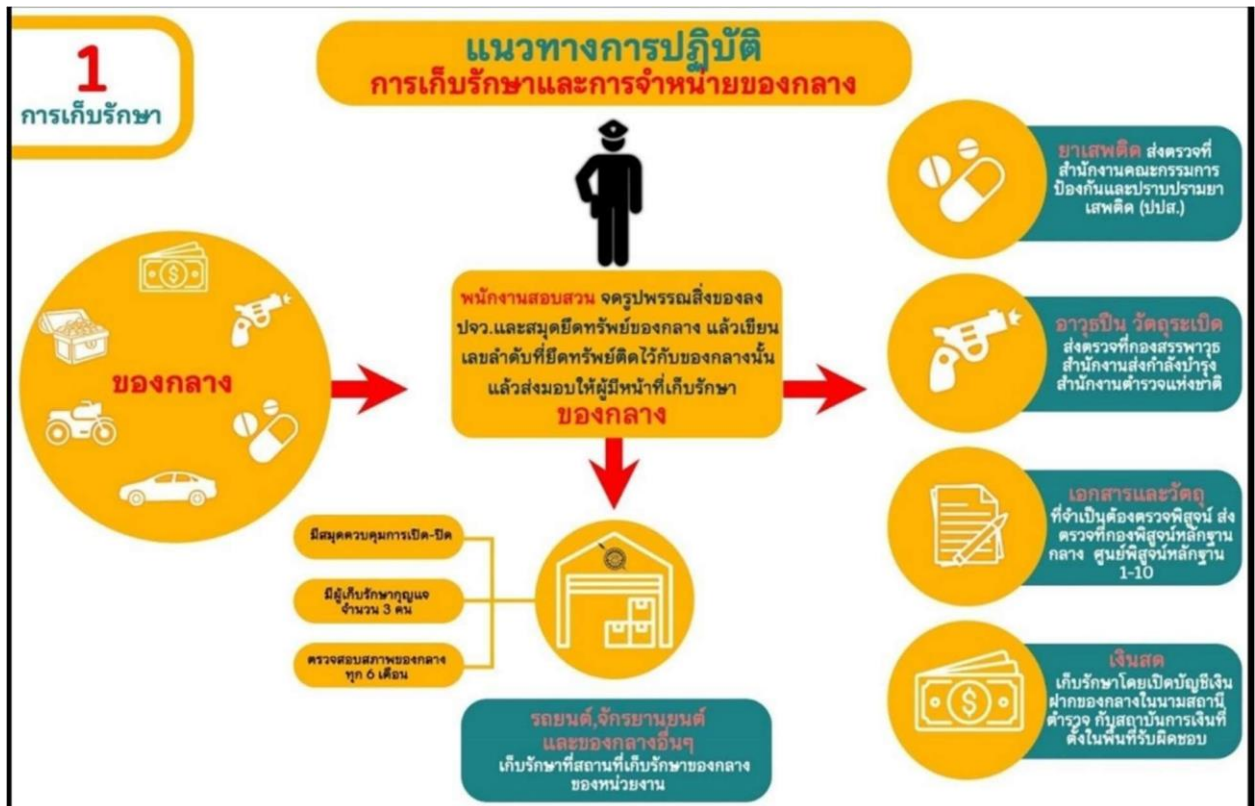 1
การเก็บรักษา
แนวทางการปฏิบัติ
การเก็บรักษาและการจำหน่ายของกลาง
ของกลาง
พนักงานสอบสวน จดรูปพรรณสิ่งของลง
ปจว.และสมุดยึดทรัพย์ของกลาง แล้วเขียน
เลขลำดับที่ยึดทรัพย์ติดไว้กับของกลางนั้น
แล้วส่งมอบให้ผู้มีหน้าที่เก็บรักษา
ของกลาง
ยาเสพติด ส่งตรวจที่
สำนักงานคณะกรรมการ
ป้องกันและปราบปรามยา
เสพติด (ปปส.)
อาวุธปืน วัตถุระเบิด
ส่งตรวจที่กองสรรพาวุธ
สำนักงานส่งกำลังบำรุง
สำนักงานตำรวจแห่งชาติ
เอกสารและวัตถุ
ที่จำเป็นต้องตรวจพิสูจน์ ส่ง
ตรวจที่กองพิสูจน์หลักฐาน
กลาง ศูนย์พิสูจน์หลักฐาน
1-10
เงินสด
เก็บรักษาโดยเปิดบัญชีเงิน
ฝากของกลางในนามสถานี
ตำรวจ กับสถาบันการเงินที่
ตั้งในพื้นที่รับผิดชอบ
มีสมุดควบคุมการเปิด-ปิด
มีผู้เก็บรักษากุญแจ
จำนวน 3 คน
ตรวจสอบสภาพของกลาง
ทุก 6 เดือน
รถยนต์,จักรยานยนต์
และของกลางอื่นๆ
เก็บรักษาที่สถานที่เก็บรักษาของกลาง
ของหน่วยงาน